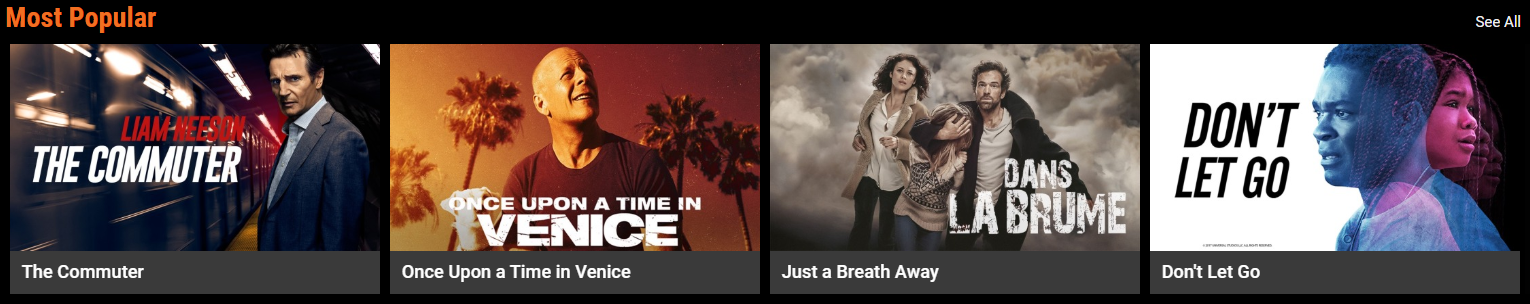 Most Popular
See All
LIAM NEESON
THE COMMUTER
ONCE UPON A TIME IN
VENICE
DANS
LA BRUME
DON'T
LET GO
The Commuter
Once Upon a Time in Venice
Just a Breath Away
Don't Let Go